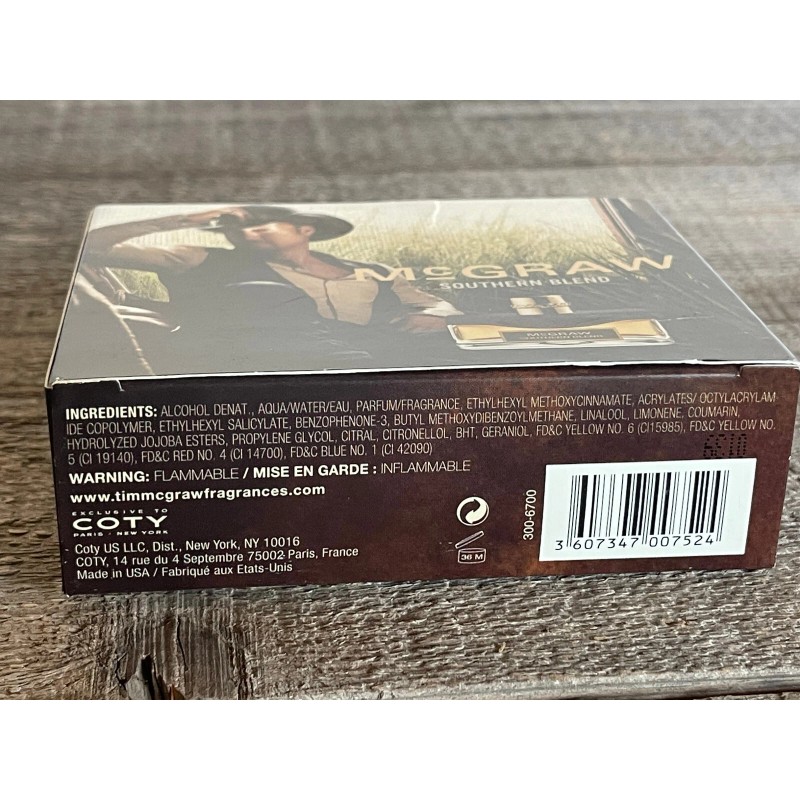 McGRAW
SOUTHERN BLEND
McGRAW
SOUTHERN BLEND
INGREDIENTS: ALCOHOL DENAT., AQUA/WATER/EAU, PARFUM/FRAGRANCE, ETHYLHEXYL METHOXYCINNAMATE, ACRYLATES/ OCTYLACRYLAM
IDE COPOLYMER, ETHYLHEXYL SALICYLATE, BENZOPHENONE-3, BUTYL METHOXYDIBENZOYLMETHANE, LINALOOL, LIMONENE, COUMARIN,
HYDROLYZED JOJOBA ESTERS, PROPYLENE GLYCOL, CITRAL, CITRONELLOL, BHT, GERANIOL, FD&C YELLOW NO. 6 (CI15985), FD&C YELLOW NO.
5 (CI 19140), FD&C RED NO. 4 (CI 14700), FD&C BLUE NO. 1 (CI 42090)
WARNING: FLAMMABLE / MISE EN GARDE : INFLAMMABLE
www.timmcgrawfragrances.com
EXCLUSIVE TO
COTY
PARIS - NEW YORK
Coty US LLC, Dist., New York, NY 10016
COTY, 14 rue du 4 Septembre 75002 Paris, France
Made in USA / Fabriqué aux Etats-Unis
36 M
300-6700
3 607347 007524